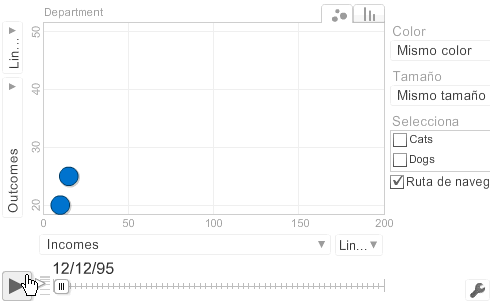 Department
Color
Mismo color
Tamaño
Mismo tamaño
Selecciona
Cats
Dogs
Ruta de naveg
Lin...
Outcomes
50
40
30
20
0
50
100
150
200
Incomes
Lin...
12/12/95